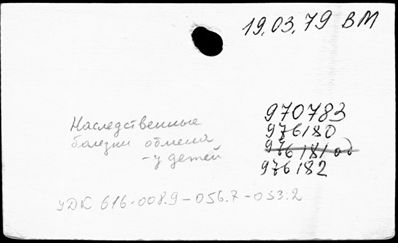 19.03.79 ВМ
970783
Наследственные
976180
болезни обмена
976181
- у детей
976182
УДК 616-008.9-056.7-053.2